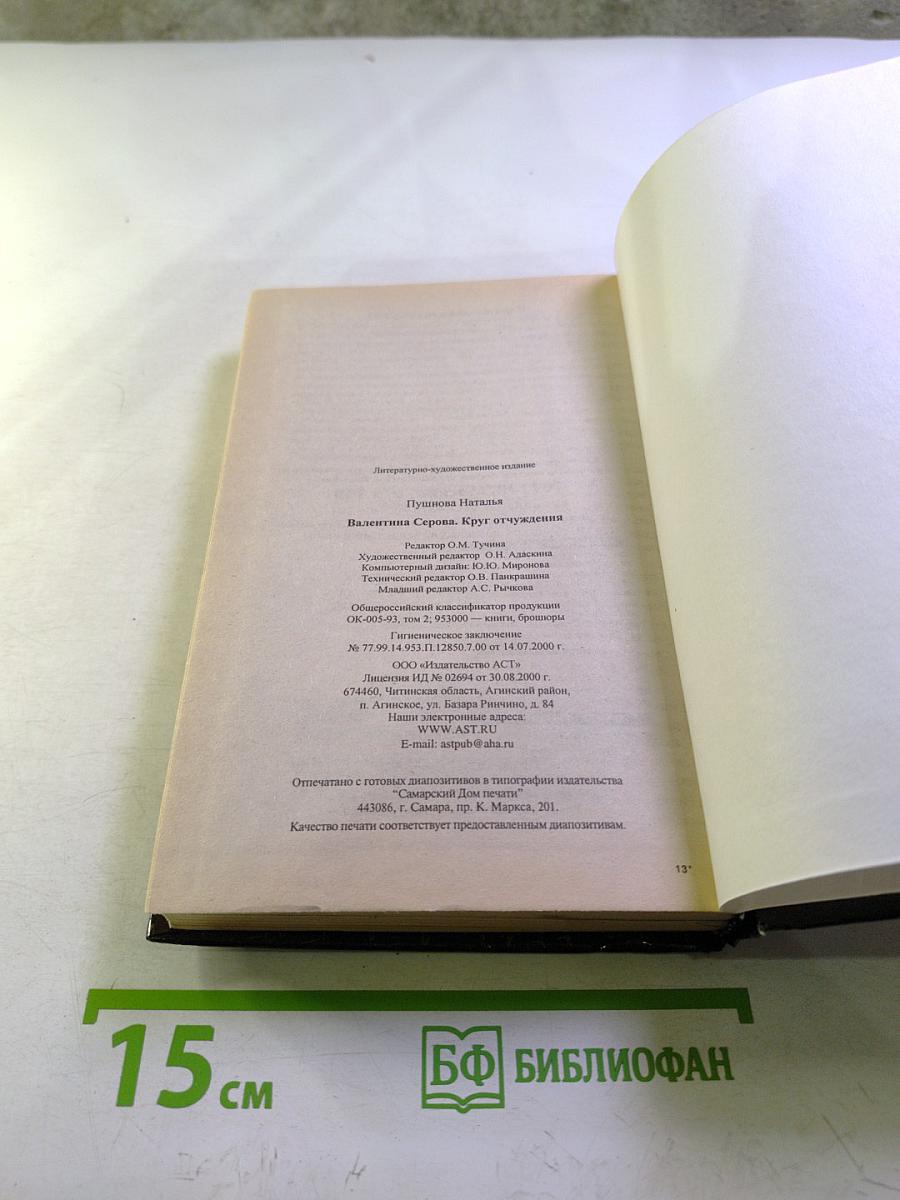 Литературно-художественное издание
Пушнова Наталья
Валентина Серова. Круг отчуждения
Редактор О.М. Тучина
Художественный редактор О.Н. Адаскина
Компьютерный дизайн: Ю.Ю. Миронова
Технический редактор О.В. Панкрашина
Младший редактор А.С. Рычкова
Общероссийский классификатор продукции
ОК-005-93, том 2; 953000 — книги, брошюры
Гигиеническое заключение
№ 77.99.14.953.П.12850.7.00 от 14.07.2000 г.
ООО «Издательство АСТ»
Лицензия ИД № 02694 от 30.08.2000 г.
674460, Читинская область, Агинский район,
п. Агинское, ул. Базара Ринчино, д. 84
Наши электронные адреса:
WWW.AST.RU
E-mail: astpub@aha.ru
Отпечатано с готовых диапозитивов в типографии издательства
“Самарский Дом печати”
443086, г. Самара, пр. К. Маркса, 201.
Качество печати соответствует предоставленным диапозитивам.
13*
15 см
БФ БИБЛИОФАН